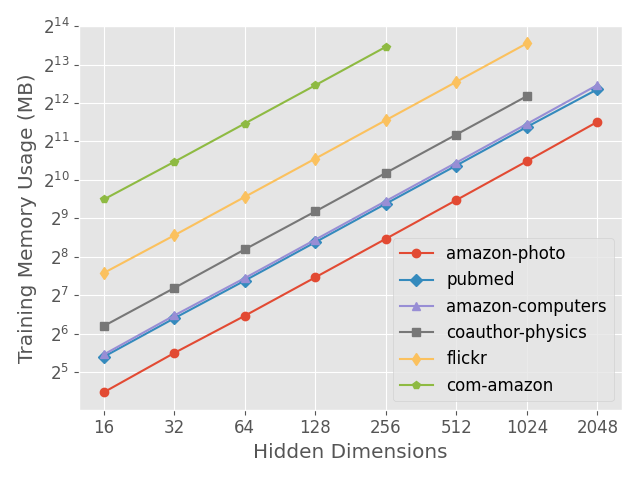 2^14
2^13
2^12
2^11
2^10
2^9
2^8
2^7
2^6
2^5
Training Memory Usage (MB)
amazon-photo
pubmed
amazon-computers
coauthor-physics
flickr
com-amazon
16 32 64 128 256 512 1024 2048
Hidden Dimensions